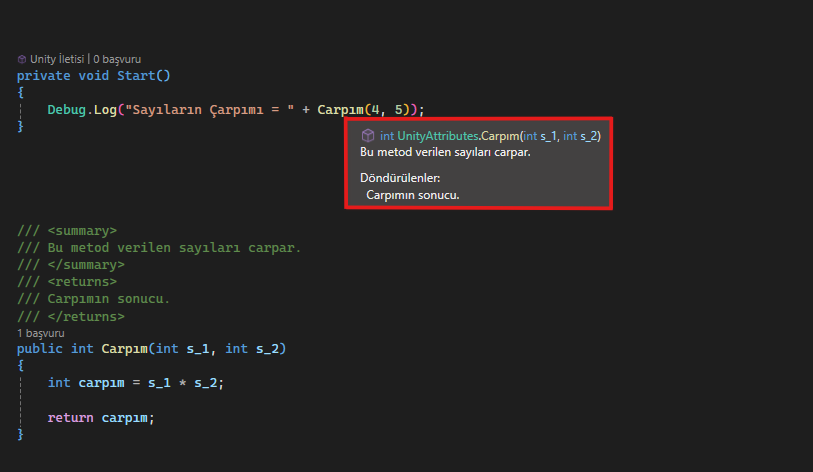 Unity İletisi | 0 başvuru
private void Start()
{
Debug.Log("Sayıların Çarpımı = " + Carpım(4, 5));
}
int UnityAttributes.Carpım(int s_1, int s_2)
Bu metod verilen sayıları carpar.
Döndürülenler:
Carpımın sonucu.
/// <summary>
/// Bu metod verilen sayıları carpar.
/// </summary>
/// <returns>
/// Carpımın sonucu.
/// </returns>
1 başvuru
public int Carpım(int s_1, int s_2)
{
int carpım = s_1 * s_2;
return carpım;
}